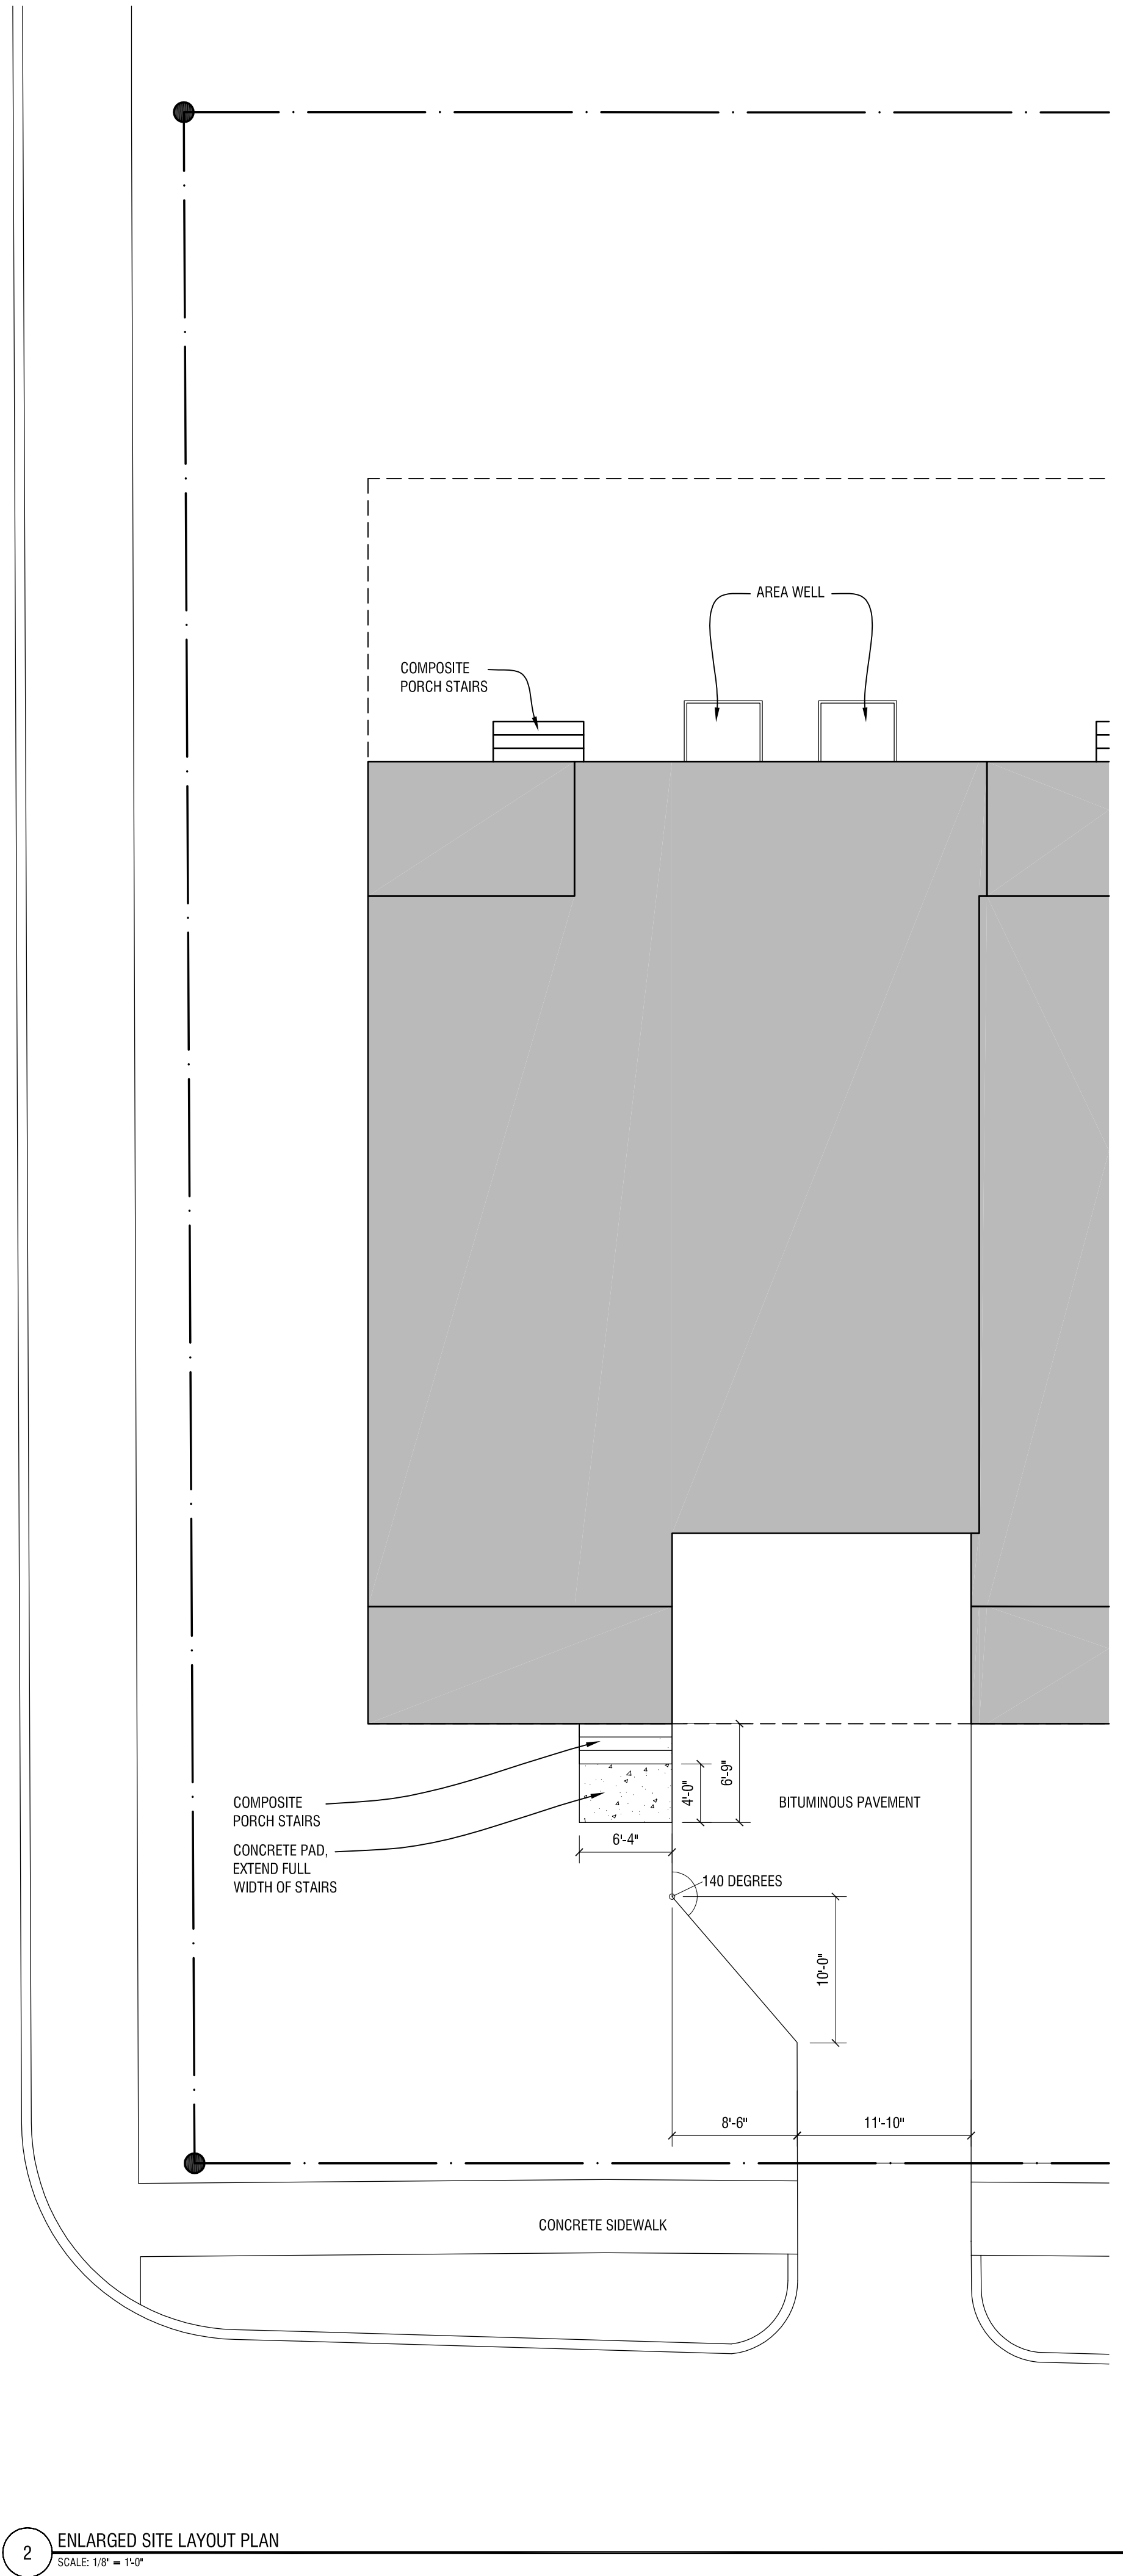 AREA WELL
COMPOSITE
PORCH STAIRS
6'-9"
4'-0"
COMPOSITE
PORCH STAIRS
BITUMINOUS PAVEMENT
6'-4"
CONCRETE PAD,
EXTEND FULL
WIDTH OF STAIRS
140 DEGREES
10'-0"
8'-6"
11'-10"
CONCRETE SIDEWALK
2
ENLARGED SITE LAYOUT PLAN
SCALE: 1/8" = 1'-0"